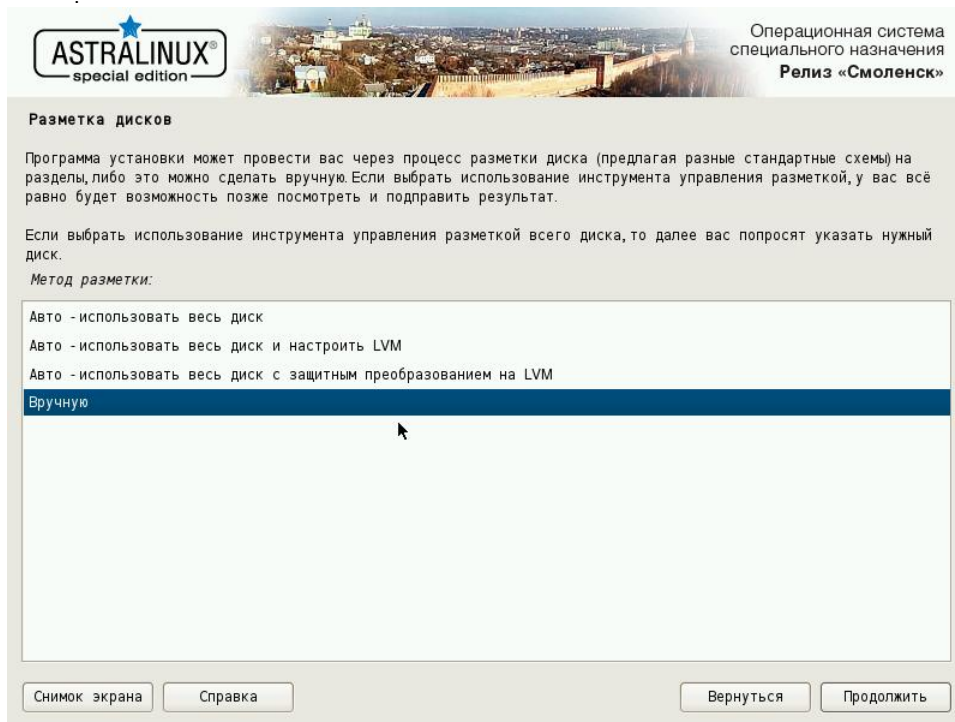 ASTRALINUX®
special edition
Операционная система
специального назначения
Релиз «Смоленск»
Разметка дисков
Программа установки может провести вас через процесс разметки диска (предлагая разные стандартные схемы) на
разделы, либо это можно сделать вручную. Если выбрать использование инструмента управления разметкой, у вас всё
равно будет возможность позже посмотреть и подправить результат.
Если выбрать использование инструмента управления разметкой всего диска, то далее вас попросят указать нужный
диск.
Метод разметки:
Авто - использовать весь диск
Авто - использовать весь диск и настроить LVM
Авто - использовать весь диск с защитным преобразованием на LVM
Вручную
Снимок экрана
Справка
Вернуться
Продолжить